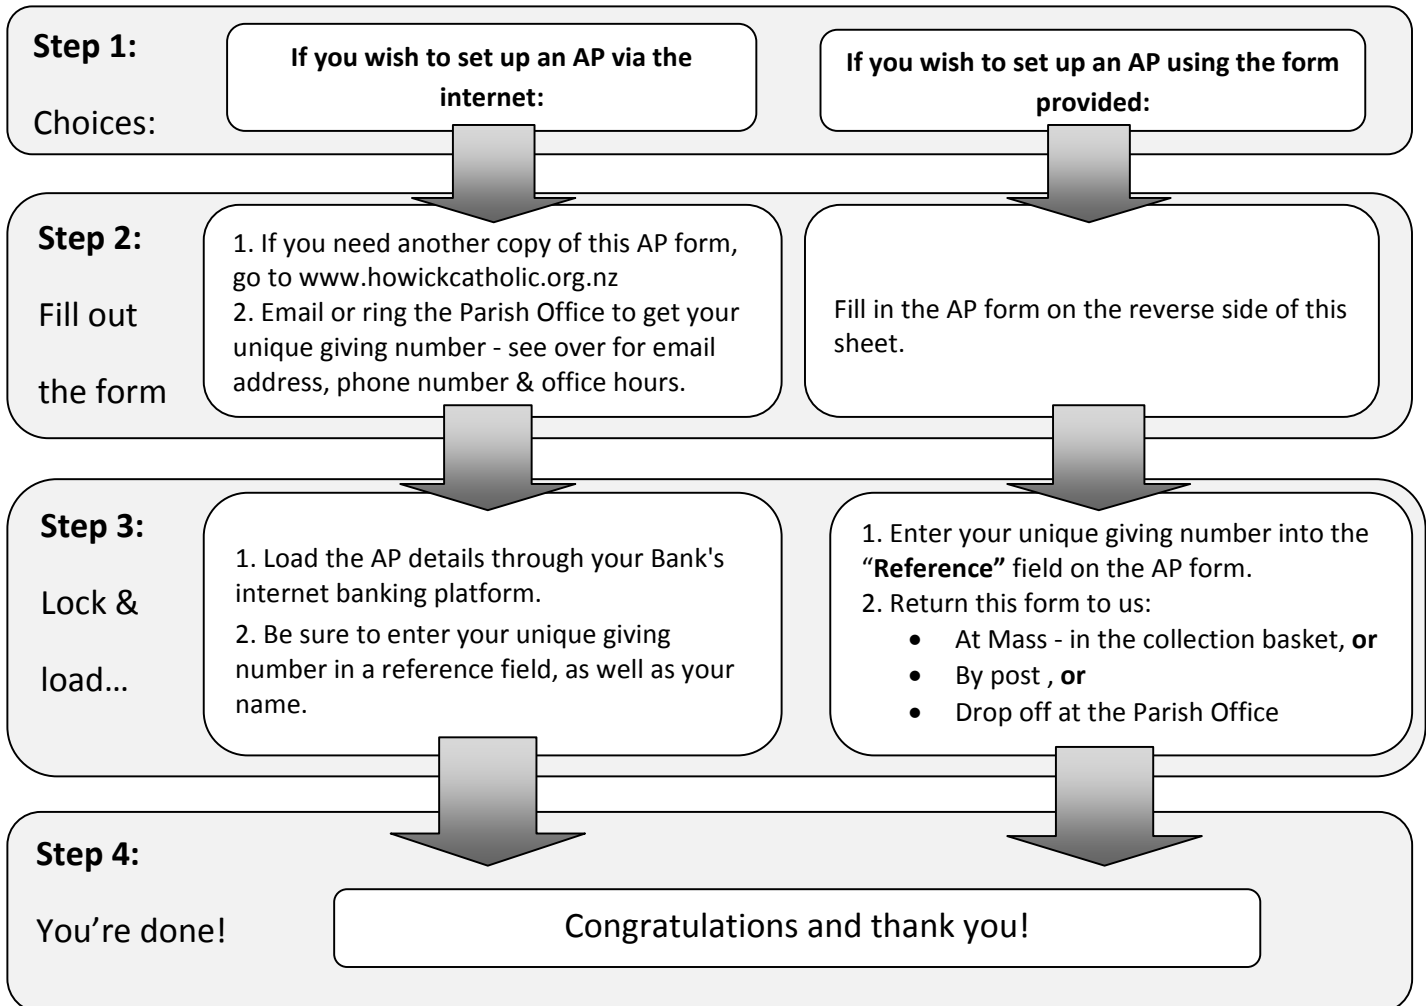 Step 1:
Choices:
If you wish to set up an AP via the
internet:
If you wish to set up an AP using the form
provided:
Step 2:
Fill out
the form
1. If you need another copy of this AP form,
go to www.howickcatholic.org.nz
2. Email or ring the Parish Office to get your
unique giving number - see over for email
address, phone number & office hours.
Fill in the AP form on the reverse side of this
sheet.
Step 3:
Lock &
load…
1. Load the AP details through your Bank's
internet banking platform.
2. Be sure to enter your unique giving
number in a reference field, as well as your
name.
1. Enter your unique giving number into the
“Reference” field on the AP form.
2. Return this form to us:
• At Mass - in the collection basket, or
• By post , or
• Drop off at the Parish Office
Step 4:
You’re done!
Congratulations and thank you!